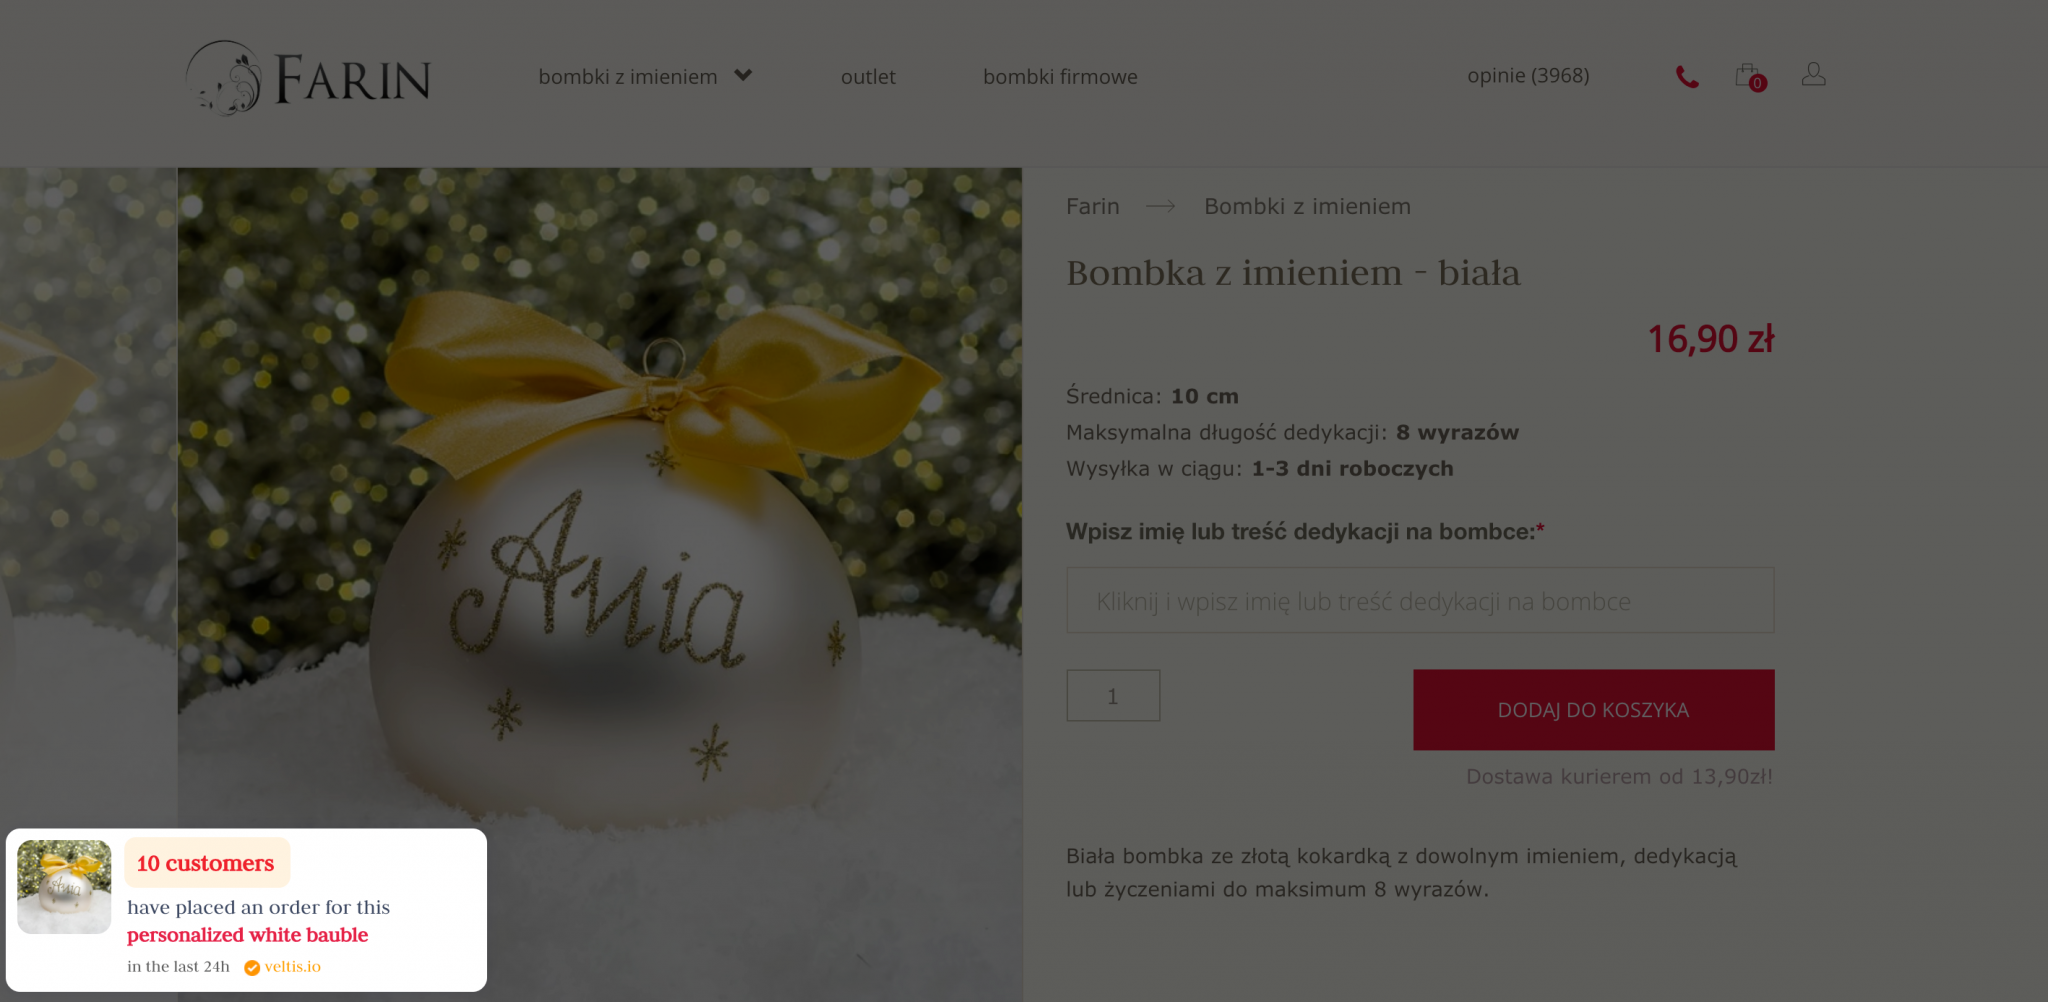 FARIN
bombki z imieniem
outlet
bombki firmowe
opinie (3968)
0
Farin → Bombki z imieniem
Bombka z imieniem - biała
16,90 zł
Średnica: 10 cm
Maksymalna długość dedykacji: 8 wyrazów
Wysyłka w ciągu: 1-3 dni roboczych
Wpisz imię lub treść dedykacji na bombce:*
Kliknij i wpisz imię lub treść dedykacji na bombce
1
DODAJ DO KOSZYKA
Dostawa kurierem od 13,90zł!
Biała bombka ze złotą kokardką z dowolnym imieniem, dedykacją
lub życzeniami do maksimum 8 wyrazów.
Ania
Ania
10 customers
have placed an order for this
personalized white bauble
in the last 24h
veltis.io